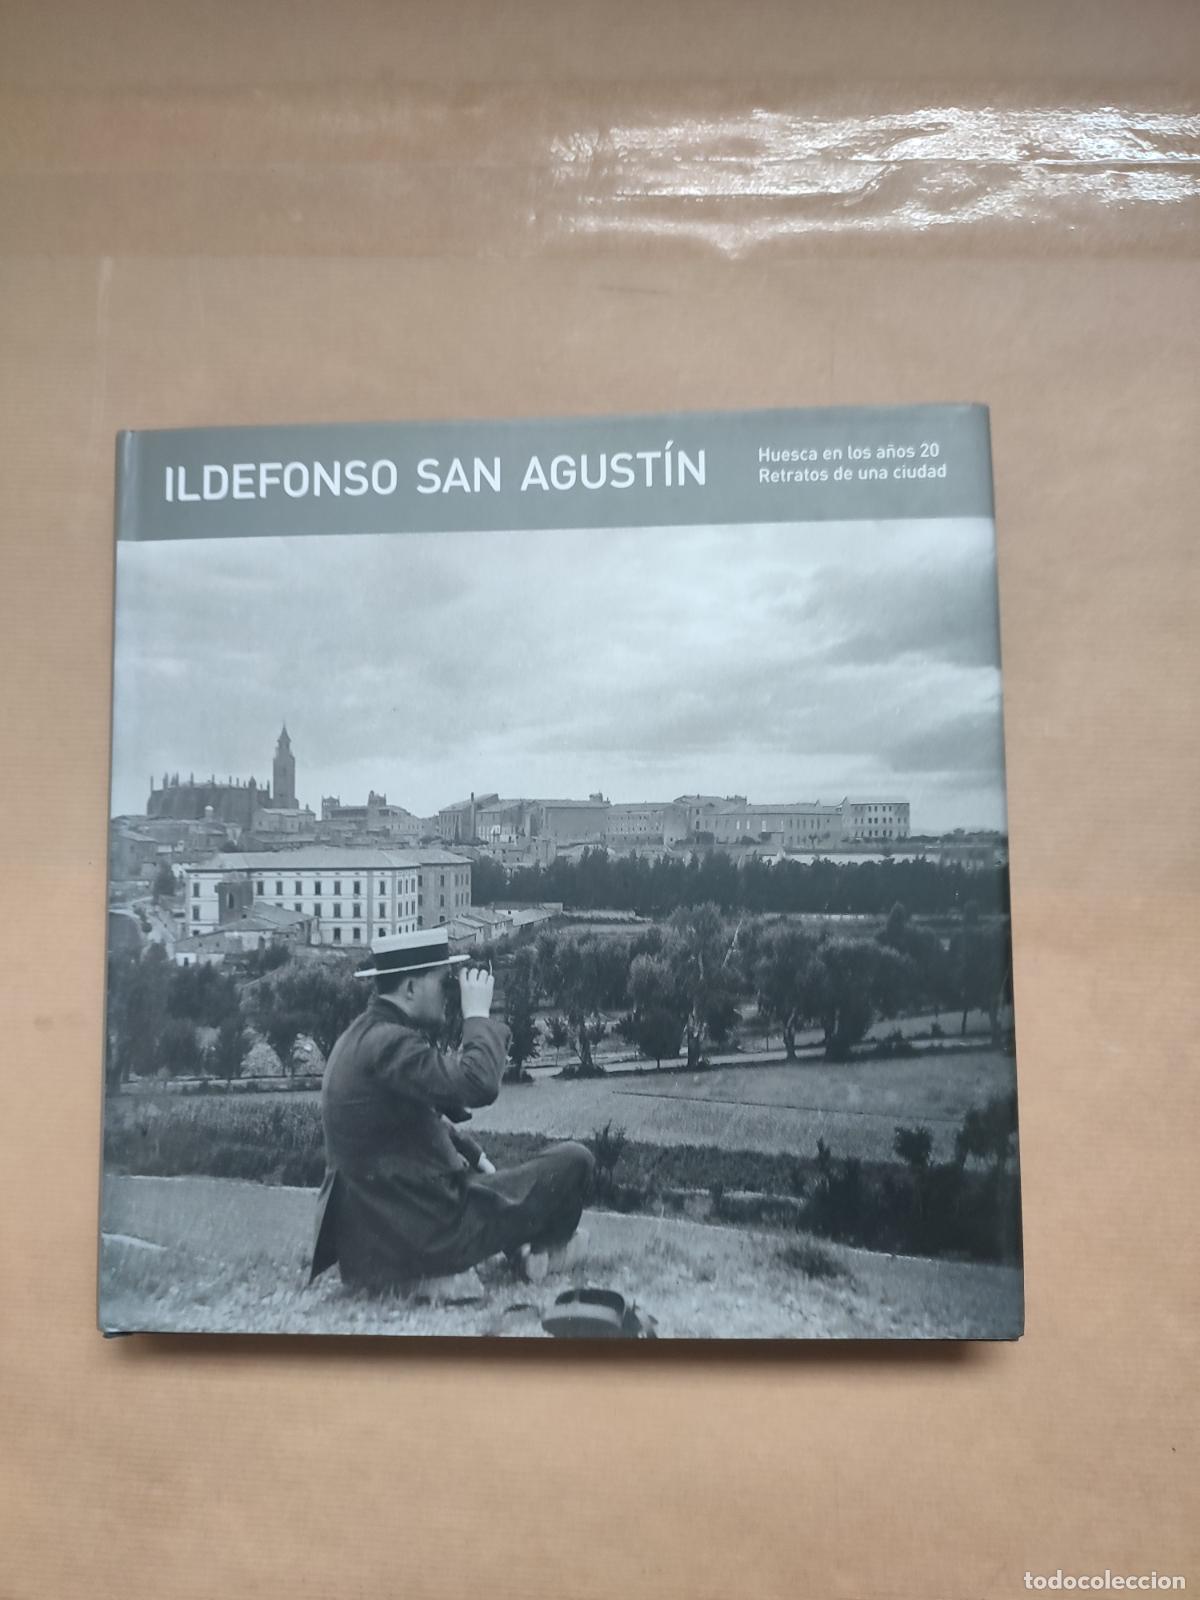 ILDEFONSO SAN AGUSTÍN
Huesca en los años 20
Retratos de una ciudad
todocoleccion